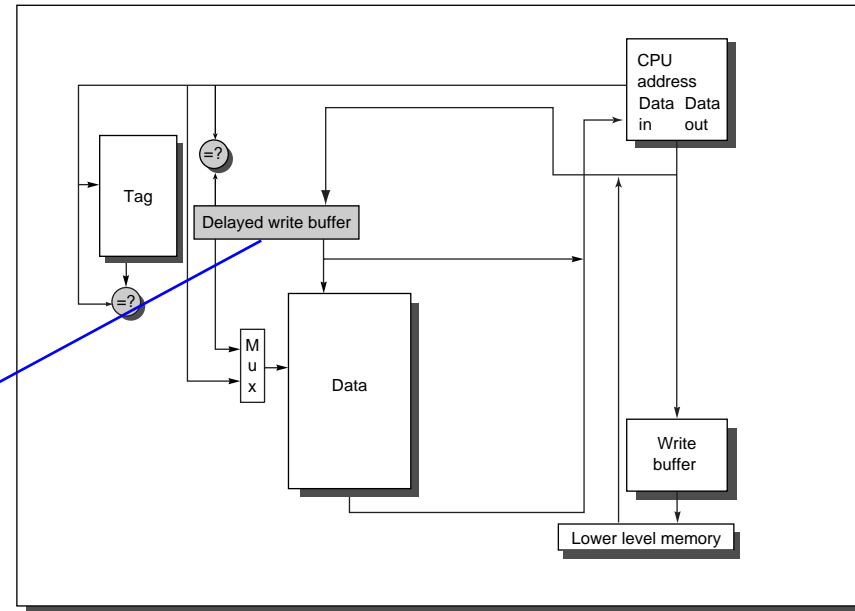 CPU
address
Data Data
in out
=?
Tag
Delayed write buffer
=?
M
u
x
Data
Write
buffer
Lower level memory